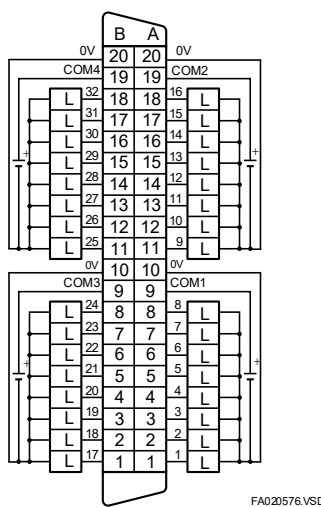 B A
0V 20 20 0V
COM4 19 19 COM2
L 32 18 18 16 L
L 31 17 17 15 L
L 30 16 16 14 L
L 29 15 15 13 L
L 28 14 14 12 L
L 27 13 13 11 L
L 26 12 12 10 L
L 25 11 11 9 L
0V 10 10 0V
COM3 9 9 COM1
L 24 8 8 8 L
L 23 7 7 7 L
L 22 6 6 6 L
L 21 5 5 5 L
L 20 4 4 4 L
L 19 3 3 3 L
L 18 2 2 2 L
L 17 1 1 1 L
+ +
+ +
FA020576.VSD